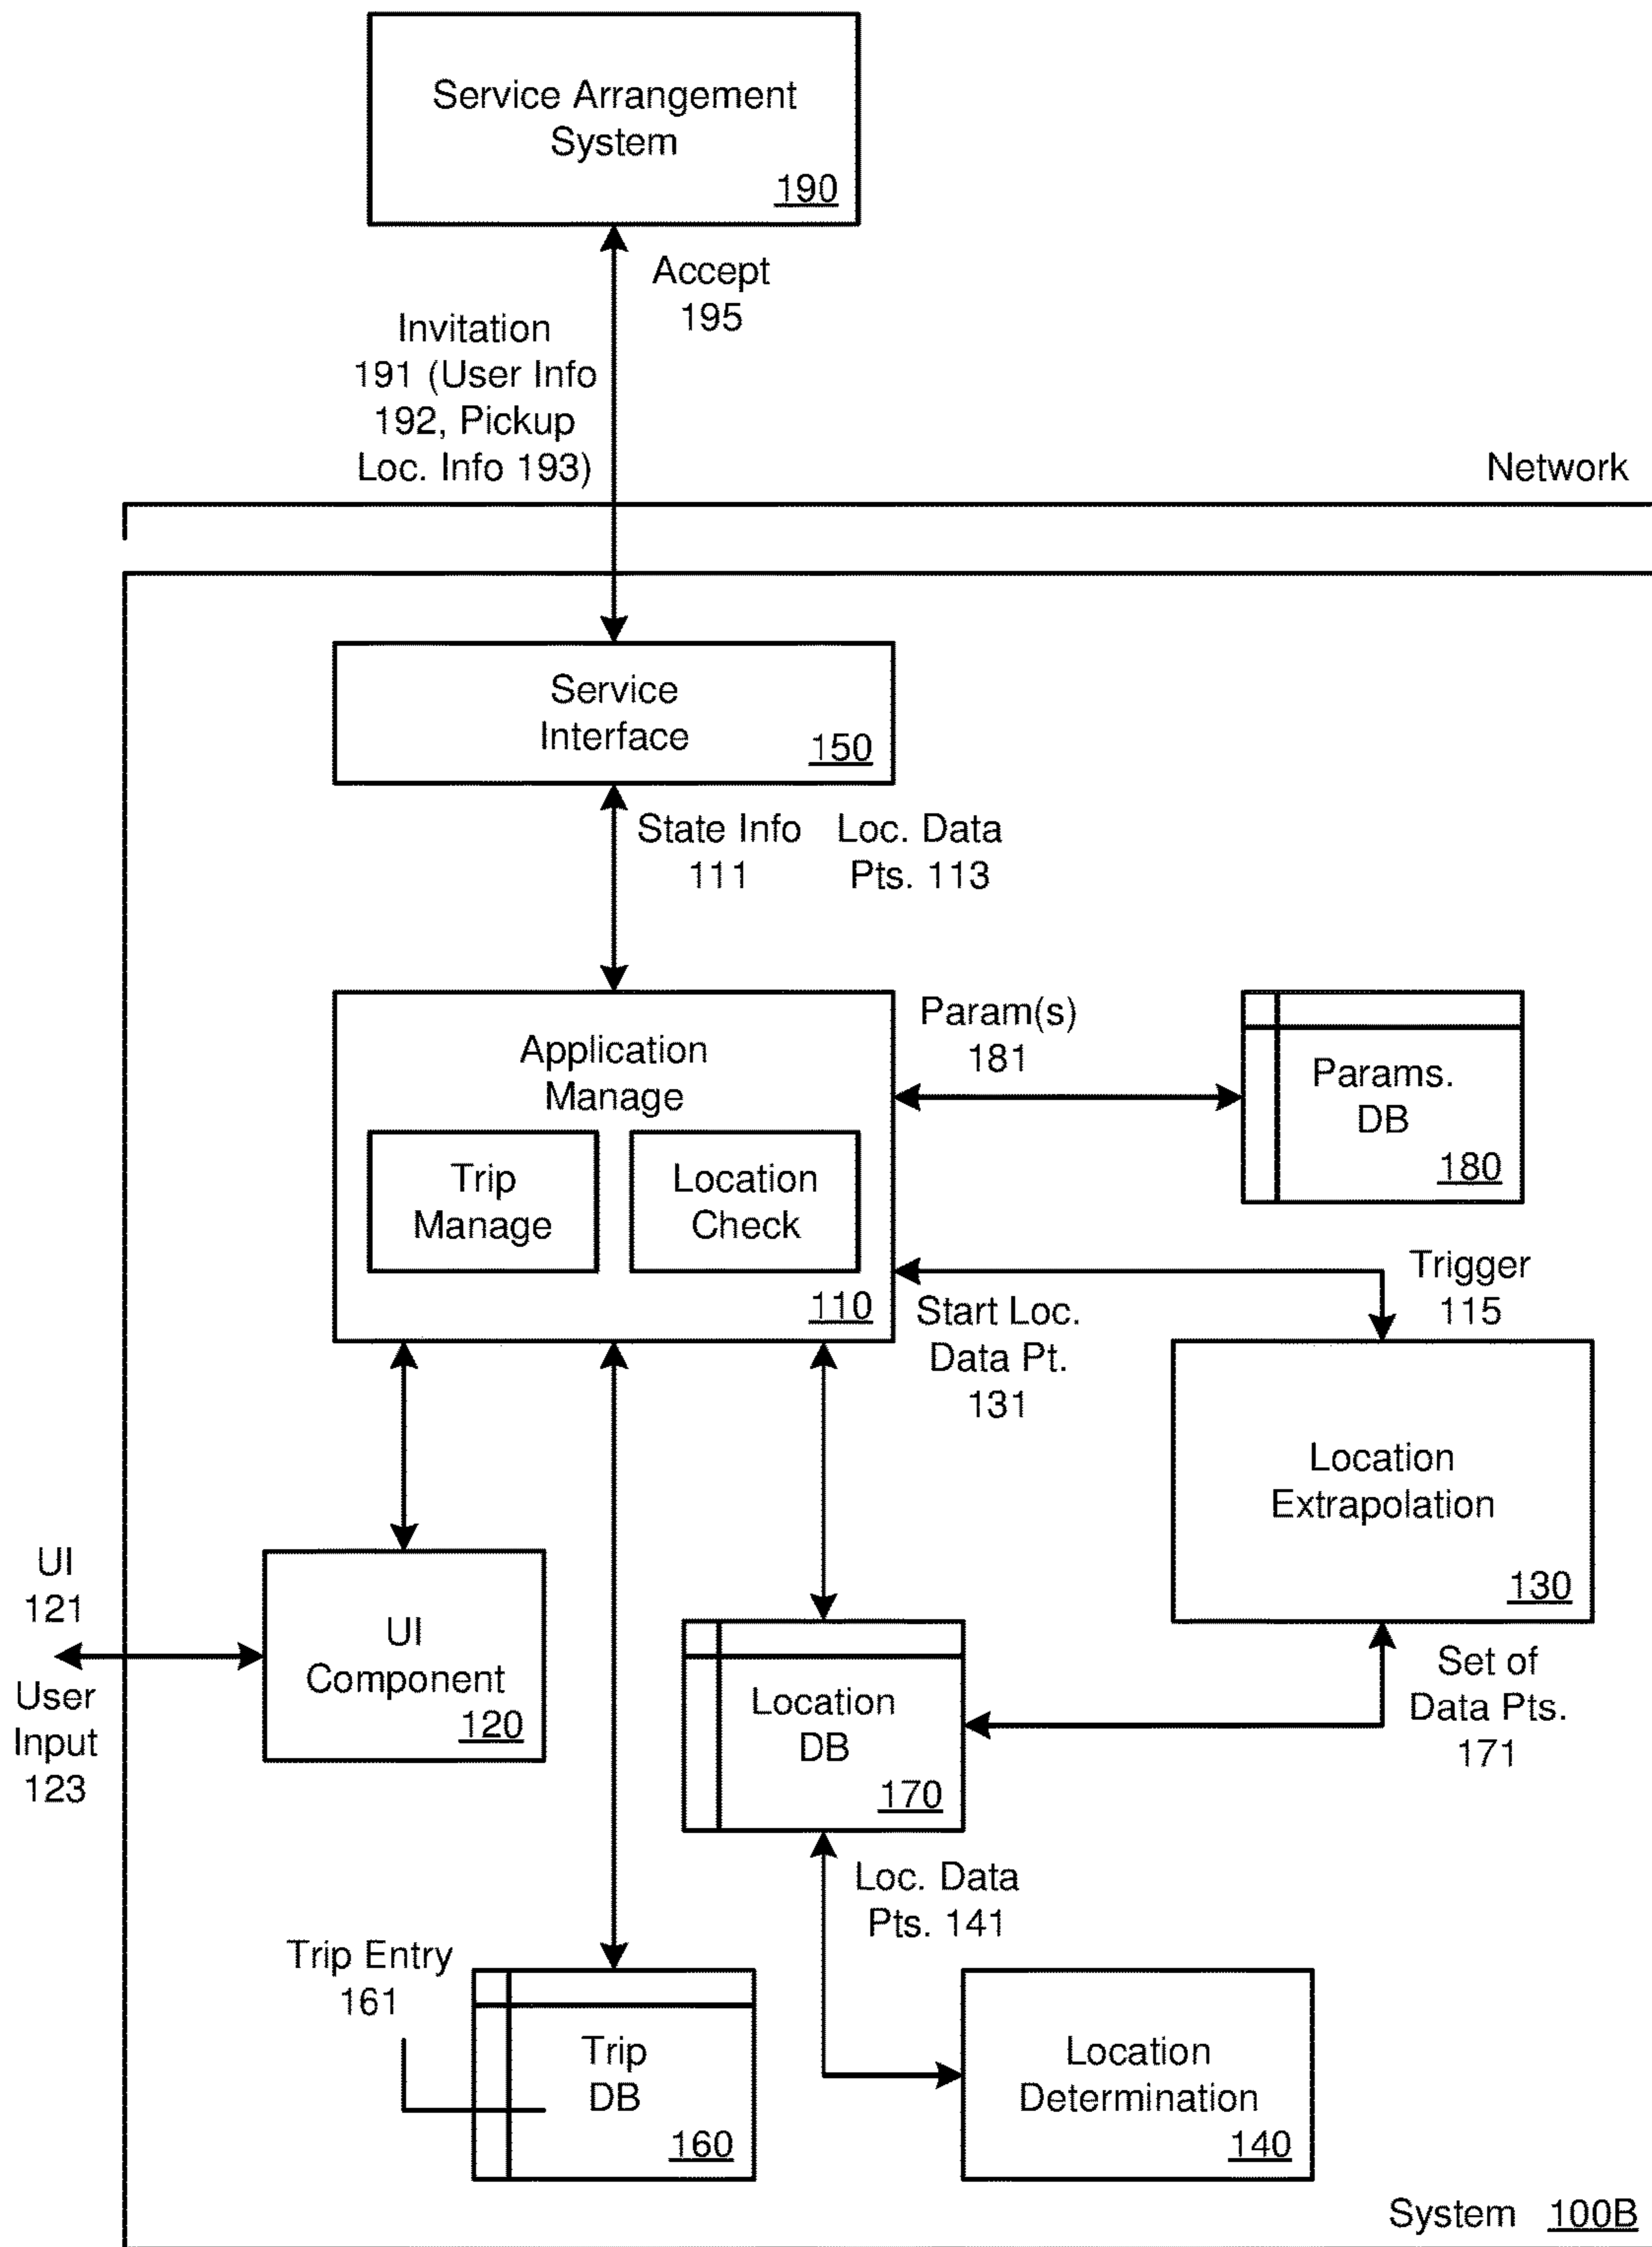 Service Arrangement
System
190
Accept
195
Invitation
191 (User Info
192, Pickup
Loc. Info 193)
Network
Service
Interface
150
State Info
111
Loc. Data
Pts. 113
Application
Manage
Trip
Manage
Location
Check
110
Param(s)
181
Params.
DB
180
Trigger
115
Start Loc.
Data Pt.
131
Location
Extrapolation
130
UI
121
User
Input
123
UI
Component
120
Location
DB
170
Set of
Data Pts.
171
Loc. Data
Pts. 141
Trip Entry
161
Trip
DB
160
Location
Determination
140
System 100B